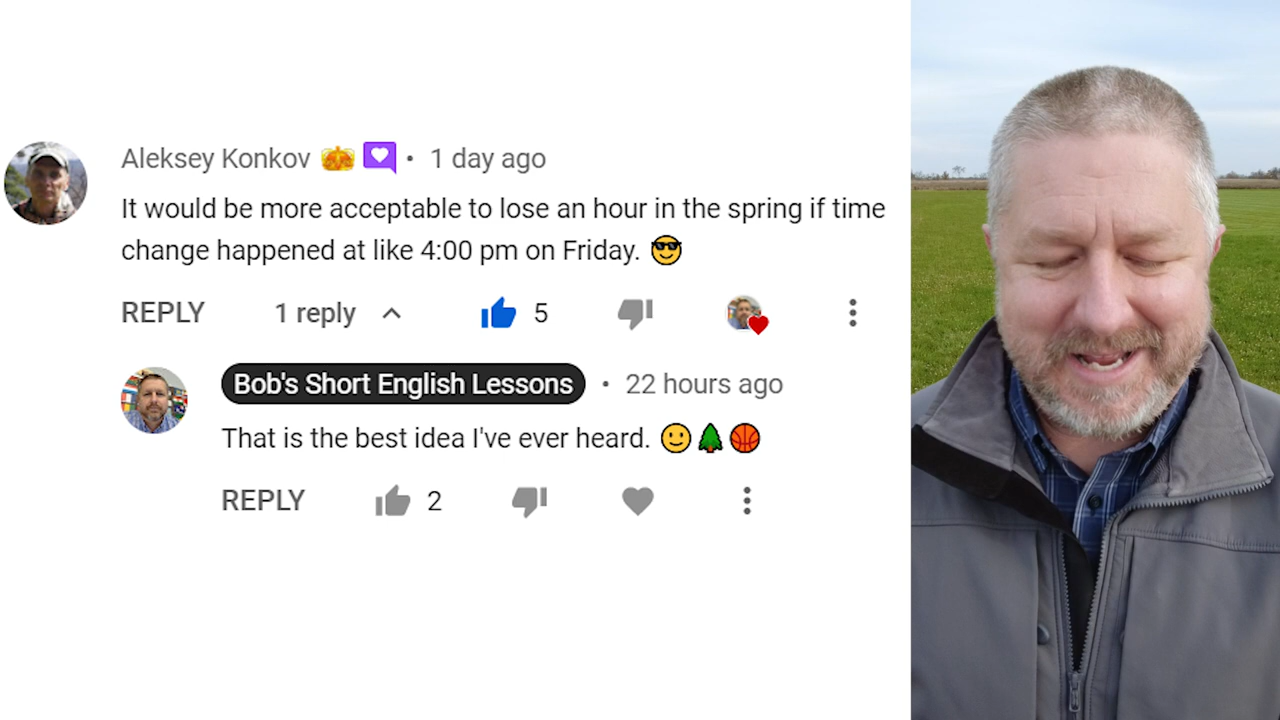 Aleksey Konkov • 1 day ago
It would be more acceptable to lose an hour in the spring if time
change happened at like 4:00 pm on Friday. 😎
REPLY 1 reply 5
Bob's Short English Lessons • 22 hours ago
That is the best idea I've ever heard. 🙂🌲🏀
REPLY 2